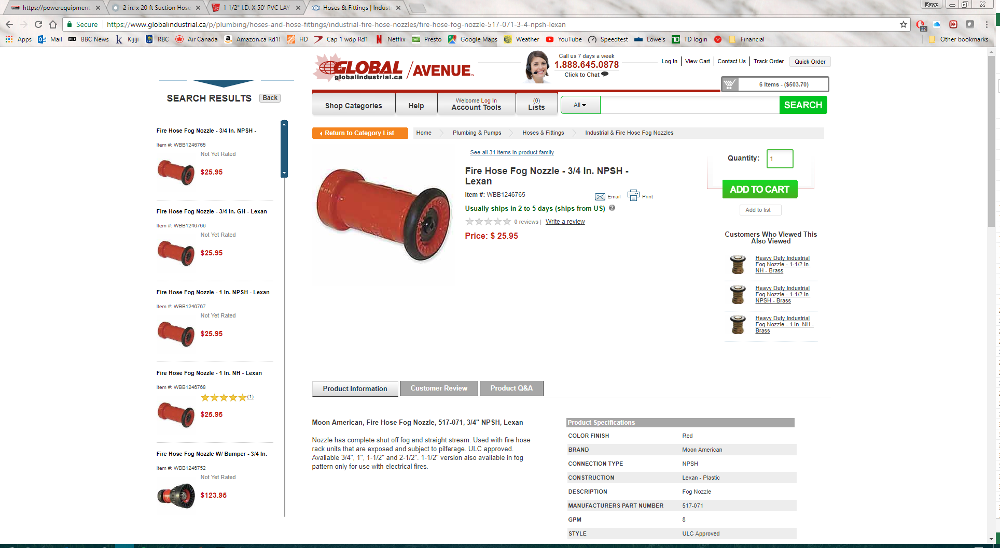 https://powerequipment
2 in. x 20 ft Suction Hose
1 1/2" I.D. X 50' PVC LAY
Hoses & Fittings | Indust
Dave
Secure
https://www.globalindustrial.ca/p/plumbing/hoses-and-hose-fittings/industrial-fire-hose-nozzles/fire-hose-fog-nozzle-517-071-3-4-npsh-lexan
22
Apps
Mail
BBC News
Kijiji
RBC
Air Canada
Amazon.ca Rd1!
HD
Cap 1 wdp Rd1
Netflix
Presto
Google Maps
Weather
YouTube
Speedtest
Lowe's
TD login
Financial
Other bookmarks
SEARCH RESULTS
Back
Fire Hose Fog Nozzle - 3/4 In. NPSH -
Item #: WBB1246765
Not Yet Rated
$25.95
Fire Hose Fog Nozzle - 3/4 In. GH - Lexan
Item #: WBB1246766
Not Yet Rated
$25.95
Fire Hose Fog Nozzle - 1 In. NPSH - Lexan
Item #: WBB1246767
Not Yet Rated
$25.95
Fire Hose Fog Nozzle - 1 In. NH - Lexan
Item #: WBB1246768
(1)
$25.95
Fire Hose Fog Nozzle W/ Bumper - 3/4 In.
Item #: WBB1246752
Not Yet Rated
$123.95
GLOBAL / AVENUE
globalindustrial.ca
Call us 7 days a week
1.888.645.0878
Click to Chat
Log In
View Cart
Contact Us
Track Order
Quick Order
6 Items - ($503.70)
Shop Categories
Help
Welcome Log In
Account Tools
(0)
Lists
All
SEARCH
Return to Category List
Home
Plumbing & Pumps
Hoses & Fittings
Industrial & Fire Hose Fog Nozzles
See all 31 items in product family
Fire Hose Fog Nozzle - 3/4 In. NPSH -
Lexan
Item #: WBB1246765
Email
Print
Usually ships in 2 to 5 days (ships from US)
0 reviews |
Write a review
Price: $ 25.95
Quantity:
1
ADD TO CART
Add to list
Customers Who Viewed This
Also Viewed
Heavy Duty Industrial
Fog Nozzle - 1-1/2 In.
NH - Brass
Heavy Duty Industrial
Fog Nozzle - 1-1/2 In.
NPSH - Brass
Heavy Duty Industrial
Fog Nozzle - 1 In. NH -
Brass
Product Information
Customer Review
Product Q&A
Moon American, Fire Hose Fog Nozzle, 517-071, 3/4" NPSH, Lexan
Nozzle has complete shut off fog and straight stream. Used with fire hose
rack units that are exposed and subject to pilferage. ULC approved.
Available 3/4", 1", 1-1/2" and 2-1/2". 1-1/2" version also available in fog
pattern only for use with electrical fires.
Product Specifications
COLOR FINISH
Red
BRAND
Moon American
CONNECTION TYPE
NPSH
CONSTRUCTION
Lexan - Plastic
DESCRIPTION
Fog Nozzle
MANUFACTURERS PART NUMBER
517-071
GPM
8
STYLE
ULC Approved